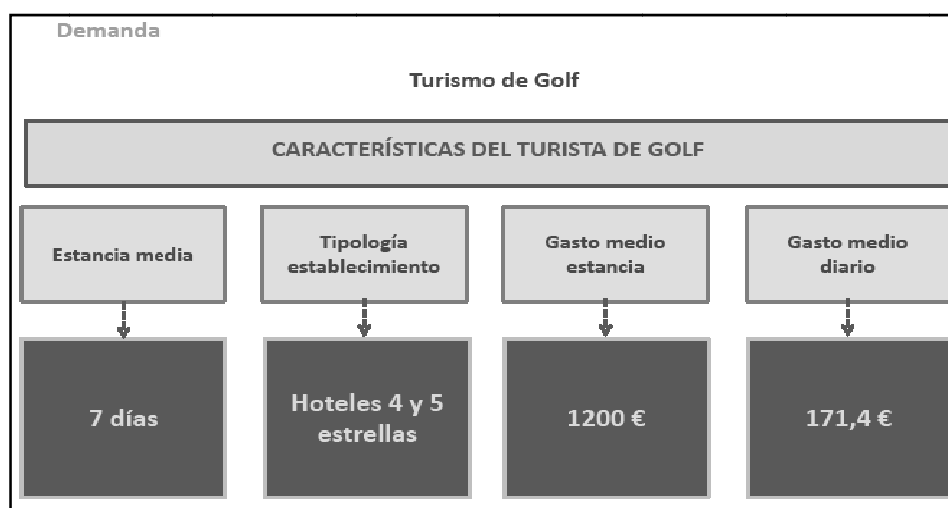 Demanda
Turismo de Golf
CARACTERÍSTICAS DEL TURISTA DE GOLF
Estancia media
Tipología
establecimiento
Gasto medio
estancia
Gasto medio
diario
7 días
Hoteles 4 y 5
estrellas
1200 €
171,4 €